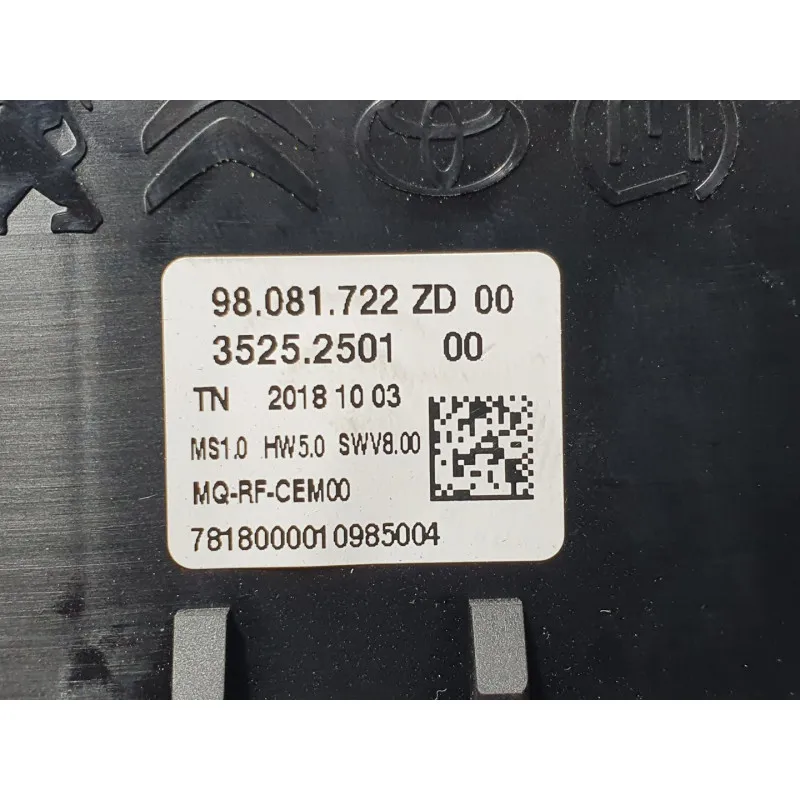 98.081.722 ZD 00
3525.2501 00
TN 2018 10 03
MS1.0 HW5.0 SWV8.00
MQ-RF-CEM00
7818000010985004